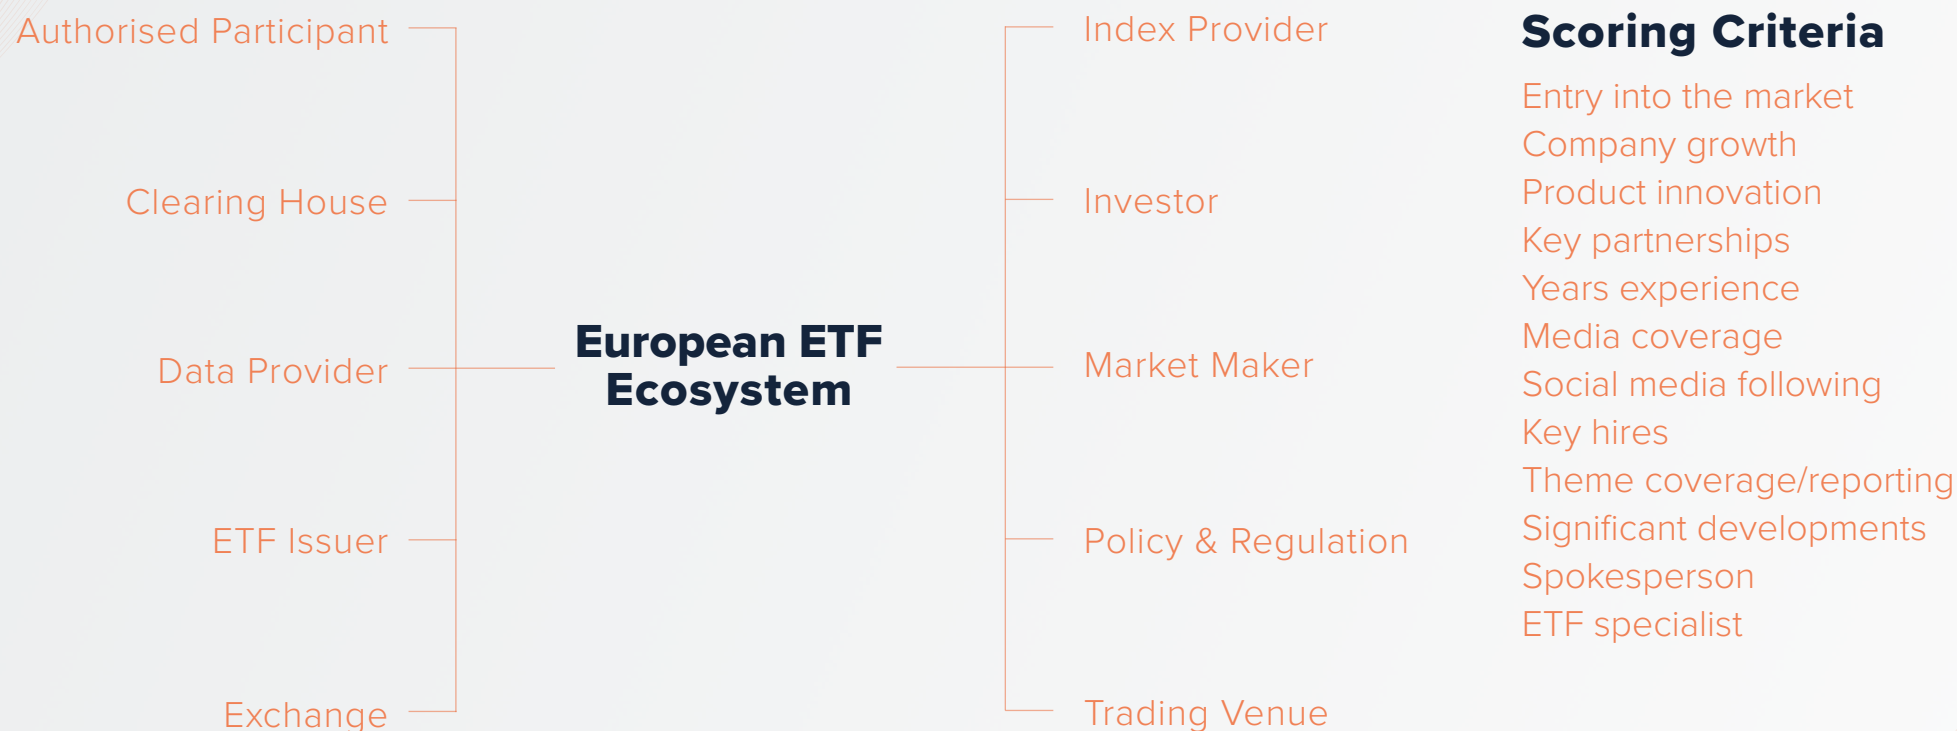 Authorised Participant
Clearing House
Data Provider
ETF Issuer
Exchange
European ETF
Ecosystem
Index Provider
Investor
Market Maker
Policy & Regulation
Trading Venue
Scoring Criteria
Entry into the market
Company growth
Product innovation
Key partnerships
Years experience
Media coverage
Social media following
Key hires
Theme coverage/reporting
Significant developments
Spokesperson
ETF specialist